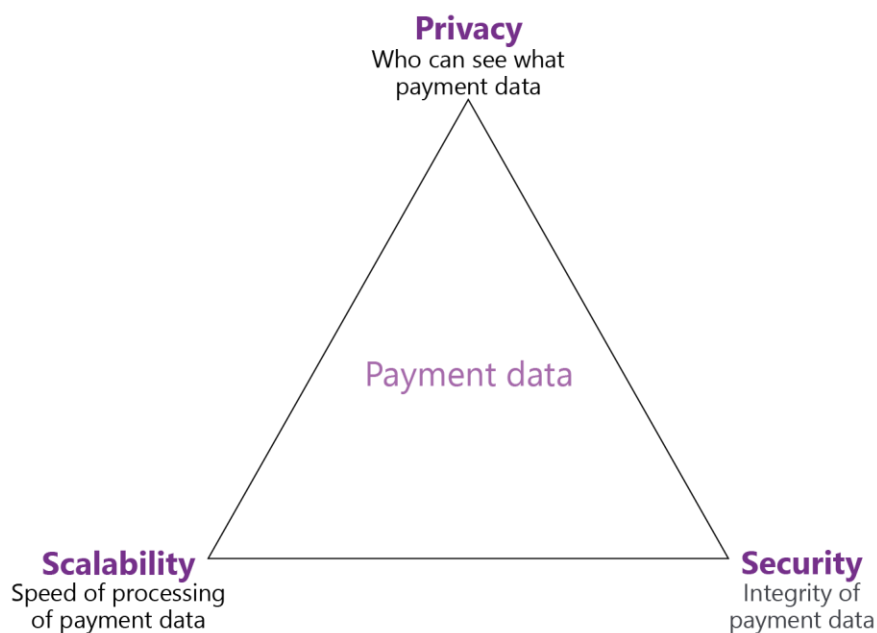 Privacy
Who can see what
payment data
Payment data
Scalability
Speed of processing
of payment data
Security
Integrity of
payment data